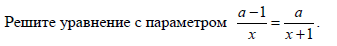 Решите уравнение с параметром (a−1)/x = a/(x+1).